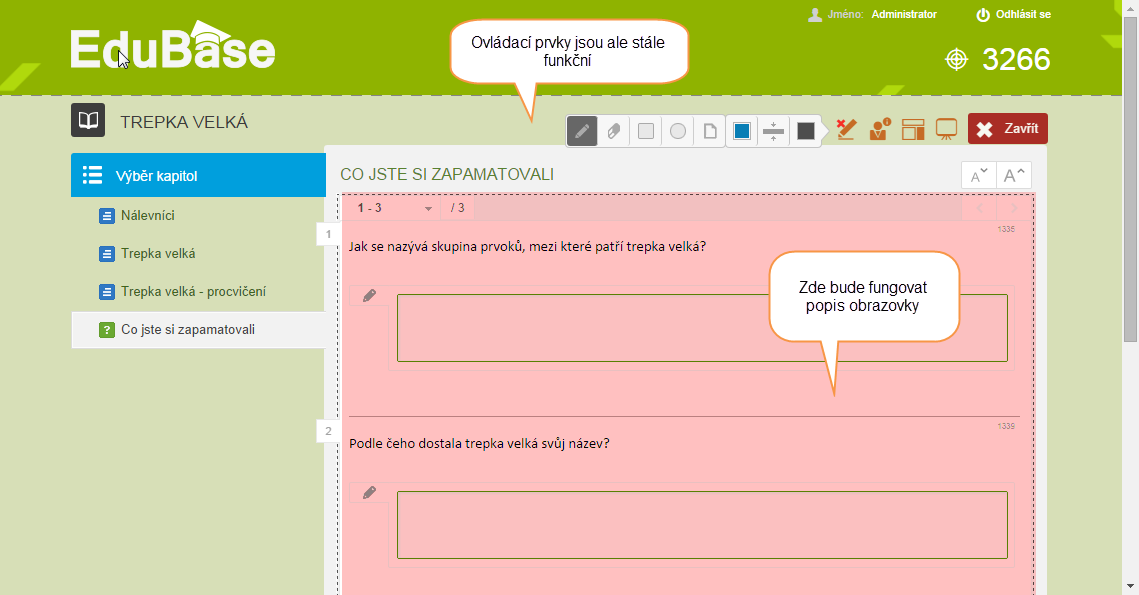 Jméno: Administrator
Odhlásit se
EduBase
Ovládací prvky jsou ale stále
funkční
3266
TREPKA VELKÁ
Zavřít
Výběr kapitol
Nálevníci
Trepka velká
Trepka velká - procvičení
Co jste si zapamatovali
CO JSTE SI ZAPAMATOVALI
A A
1 - 3 / 3
1
1336
Jak se nazývá skupina prvoků, mezi které patří trepka velká?
Zde bude fungovat
popis obrazovky
2
1339
Podle čeho dostala trepka velká svůj název?